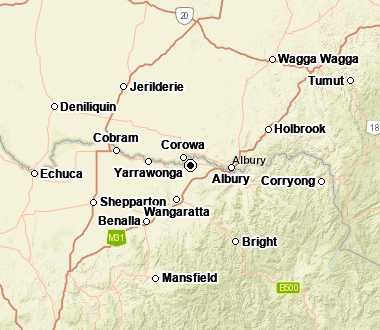 20
Wagga Wagga
Tumut
Jerilderie
Deniliquin
18
Holbrook
Cobram
Corowa
Albury
Echuca
Yarrawonga
Albury
Corryong
Shepparton
Wangaratta
Benalla
M31
Bright
Mansfield
B500